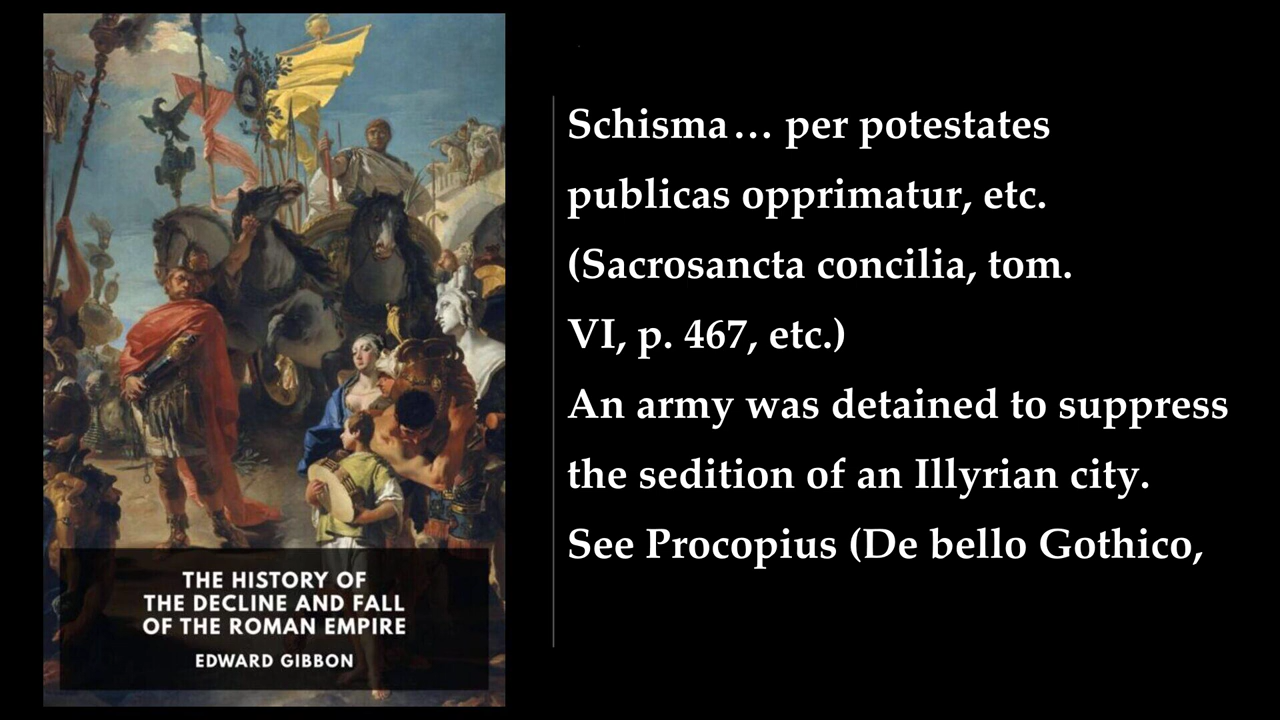 THE HISTORY OF
THE DECLINE AND FALL
OF THE ROMAN EMPIRE
EDWARD GIBBON
Schisma… per potestates
publicas opprimatur, etc.
(Sacrosancta concilia, tom.
VI, p. 467, etc.)
An army was detained to suppress
the sedition of an Illyrian city.
See Procopius (De bello Gothico,